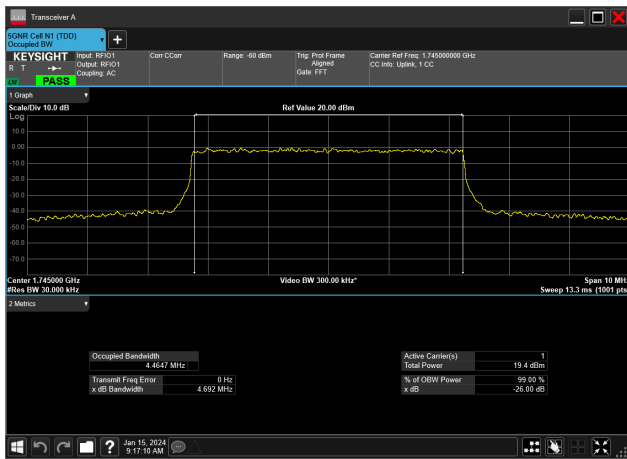 Transceiver A
5GNR Cell N1 (TDD)
Occupied BW
KEYSIGHT
R T
LW
PASS
Input: RFIO1
Output: RFIO1
Coupling: AC
Corr CCorr
Range: -60 dBm
Trig: Prot Frame
Aligned
Gate: FFT
Carrier Ref Freq: 1.745000000 GHz
CC Info: Uplink, 1 CC
1 Graph
Scale/Div 10.0 dB
Ref Value 20.00 dBm
Log
10.0
0.00
-10.0
-20.0
-30.0
-40.0
-50.0
-60.0
-70.0
Center 1.745000 GHz
Video BW 300.00 kHz*
Span 10 MHz
#Res BW 30.000 kHz
Sweep 13.3 ms (1001 pts
2 Metrics
Occupied Bandwidth
4.4647 MHz
Transmit Freq Error 0 Hz
x dB Bandwidth 4.692 MHz
Active Carrier(s) 1
Total Power 19.4 dBm
% of OBW Power 99.00 %
x dB -26.00 dB
?
Jan 15, 2024
9:17:10 AM